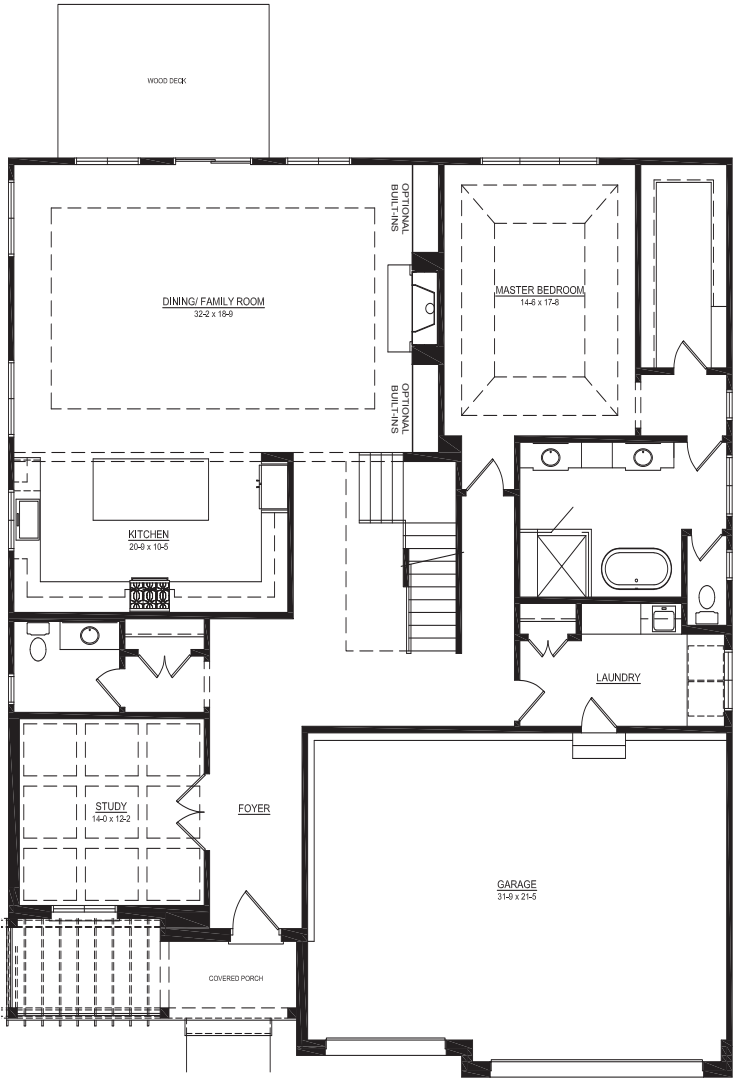 WOOD DECK
OPTIONAL
BUILT-INS
DINING/ FAMILY ROOM
32-2 x 18-9
MASTER BEDROOM
14-6 x 17-8
OPTIONAL
BUILT-INS
KITCHEN
20-9 x 10-5
LAUNDRY
STUDY
14-0 x 12-2
FOYER
GARAGE
31-9 x 21-5
COVERED PORCH